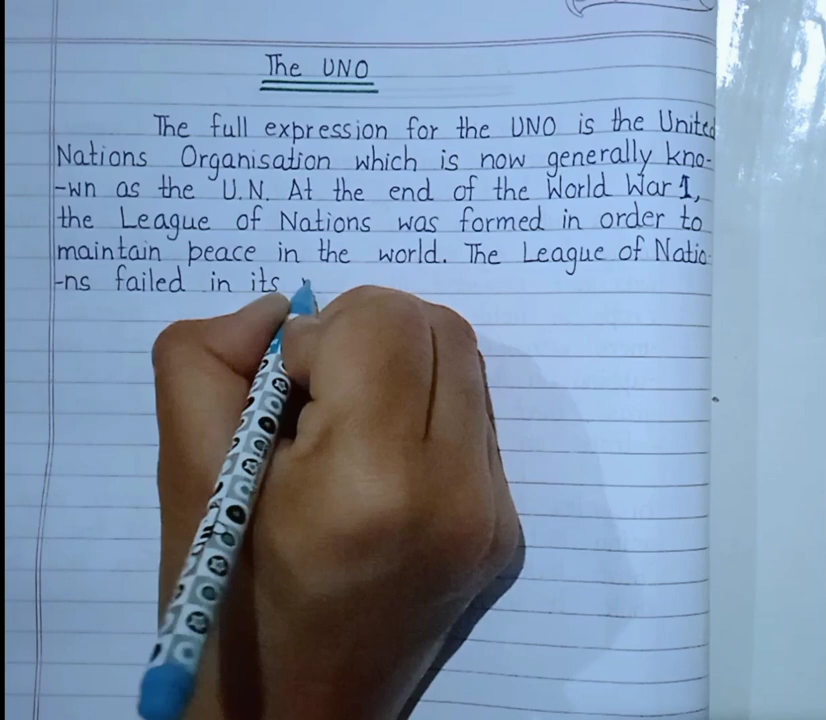 The UNO
The full expression for the UNO is the United
Nations Organisation which is now generally kno-
-wn as the U.N. At the end of the World War I,
the League of Nations was formed in order to
maintain peace in the world. The League of Natio-
-ns failed in its